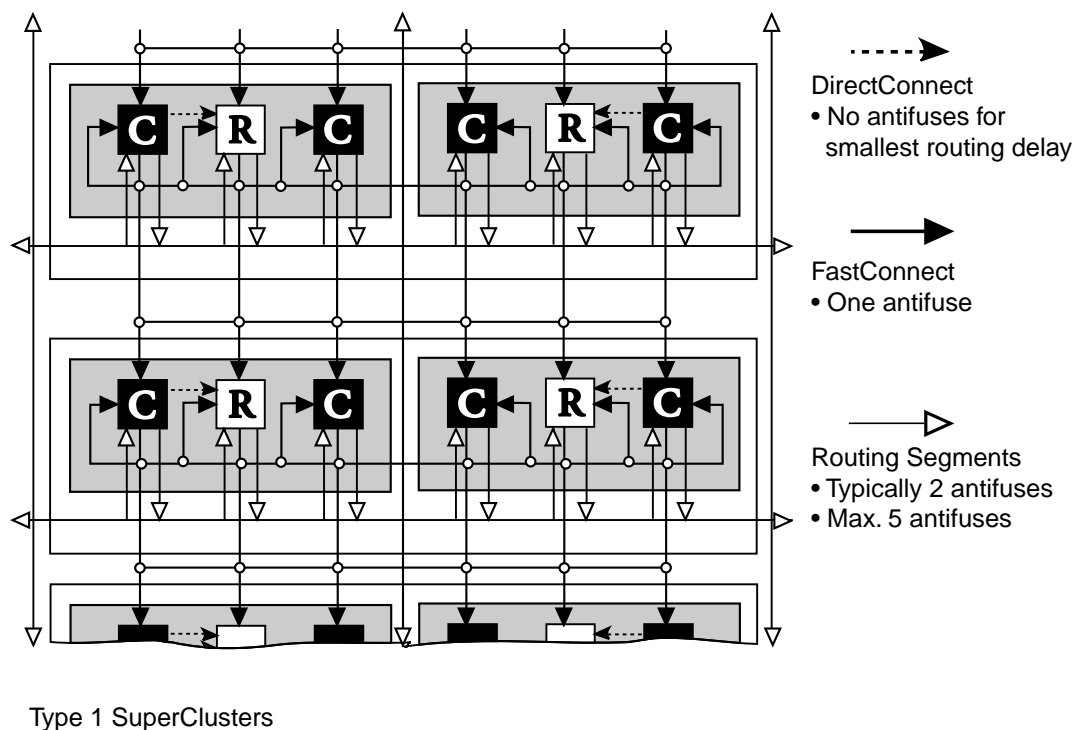 DirectConnect
• No antifuses for
smallest routing delay
C R C C R C
FastConnect
• One antifuse
C R C C R C
Routing Segments
• Typically 2 antifuses
• Max. 5 antifuses
Type 1 SuperClusters